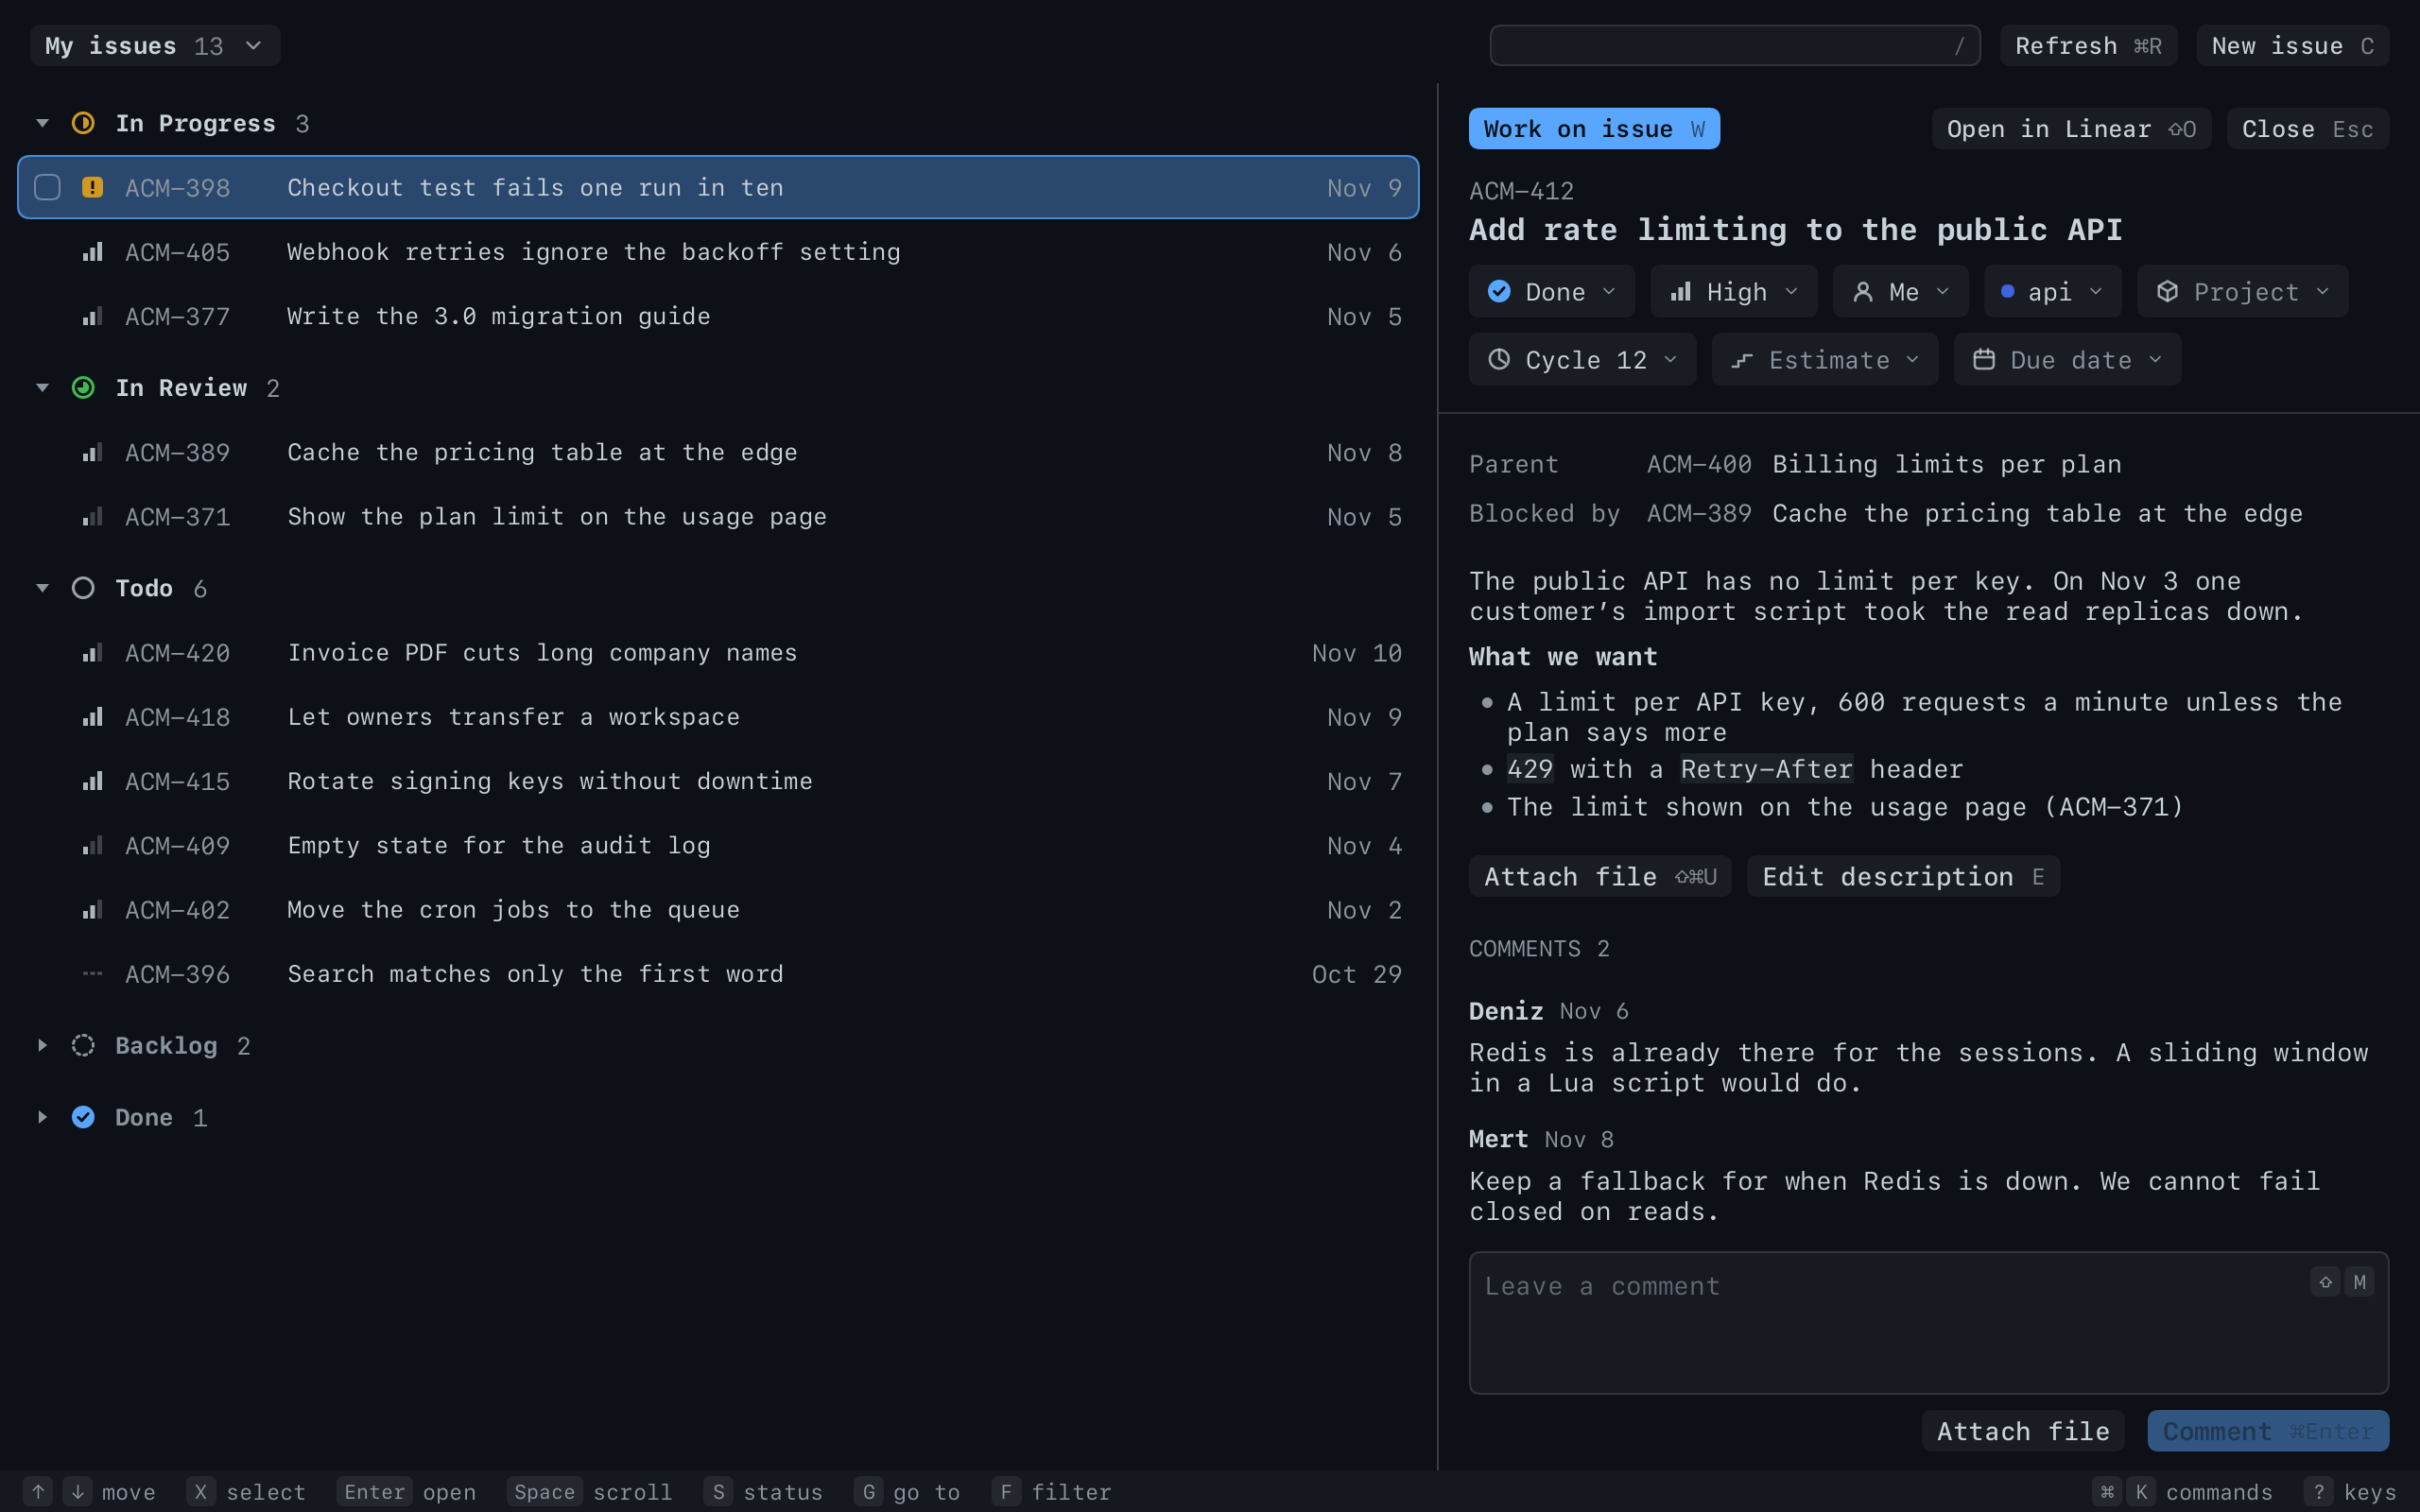 My issues 13
/
Refresh ⌘R
New issue C
In Progress 3
ACM-398 Checkout test fails one run in ten Nov 9
ACM-405 Webhook retries ignore the backoff setting Nov 6
ACM-377 Write the 3.0 migration guide Nov 5
In Review 2
ACM-389 Cache the pricing table at the edge Nov 8
ACM-371 Show the plan limit on the usage page Nov 5
Todo 6
ACM-420 Invoice PDF cuts long company names Nov 10
ACM-418 Let owners transfer a workspace Nov 9
ACM-415 Rotate signing keys without downtime Nov 7
ACM-409 Empty state for the audit log Nov 4
ACM-402 Move the cron jobs to the queue Nov 2
ACM-396 Search matches only the first word Oct 29
Backlog 2
Done 1
Work on issue W
Open in Linear ⇧O
Close Esc
ACM-412
Add rate limiting to the public API
Done High Me api Project
Cycle 12 Estimate Due date
Parent ACM-400 Billing limits per plan
Blocked by ACM-389 Cache the pricing table at the edge
The public API has no limit per key. On Nov 3 one
customer’s import script took the read replicas down.
What we want
• A limit per API key, 600 requests a minute unless the
plan says more
• 429 with a Retry-After header
• The limit shown on the usage page (ACM-371)
Attach file ⇧⌘U
Edit description E
COMMENTS 2
Deniz Nov 6
Redis is already there for the sessions. A sliding window
in a Lua script would do.
Mert Nov 8
Keep a fallback for when Redis is down. We cannot fail
closed on reads.
Leave a comment ⇧ M
Attach file
Comment ⌘Enter
↑ ↓ move X select Enter open Space scroll S status G go to F filter
⌘ K commands ? keys